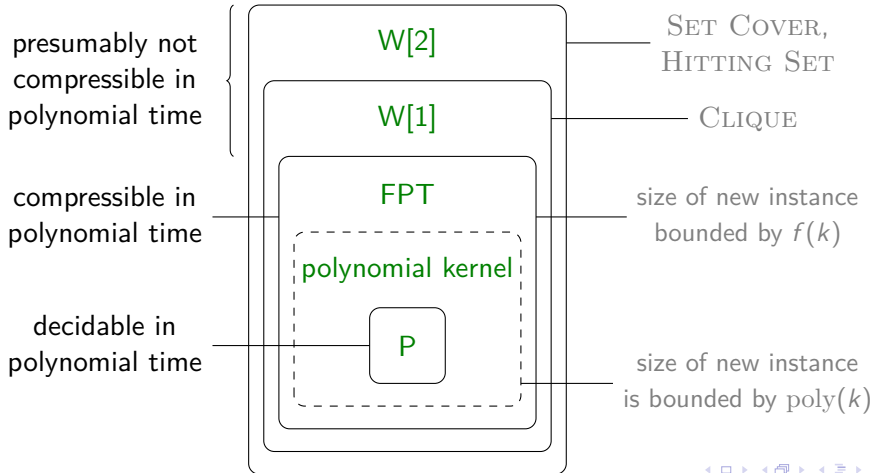 presumably not
compressible in
polynomial time
W[2]
SET COVER,
HITTING SET
W[1]
CLIQUE
compressible in
polynomial time
FPT
size of new instance
bounded by f(k)
polynomial kernel
decidable in
polynomial time
P
size of new instance
is bounded by poly(k)